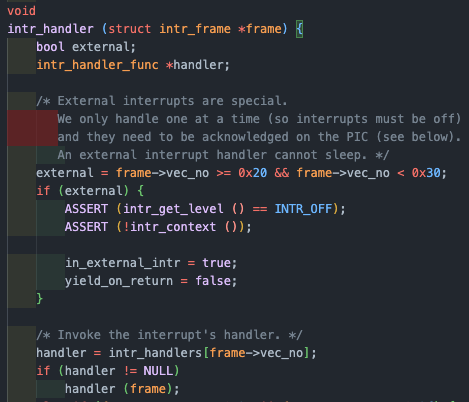 void
intr_handler (struct intr_frame *frame) {
    bool external;
    intr_handler_func *handler;

    /* External interrupts are special.
       We only handle one at a time (so interrupts must be off)
       and they need to be acknowledged on the PIC (see below).
       An external interrupt handler cannot sleep. */
    external = frame->vec_no >= 0x20 && frame->vec_no < 0x30;
    if (external) {
        ASSERT (intr_get_level () == INTR_OFF);
        ASSERT (!intr_context ());

        in_external_intr = true;
        yield_on_return = false;
    }

    /* Invoke the interrupt's handler. */
    handler = intr_handlers[frame->vec_no];
    if (handler != NULL)
        handler (frame);